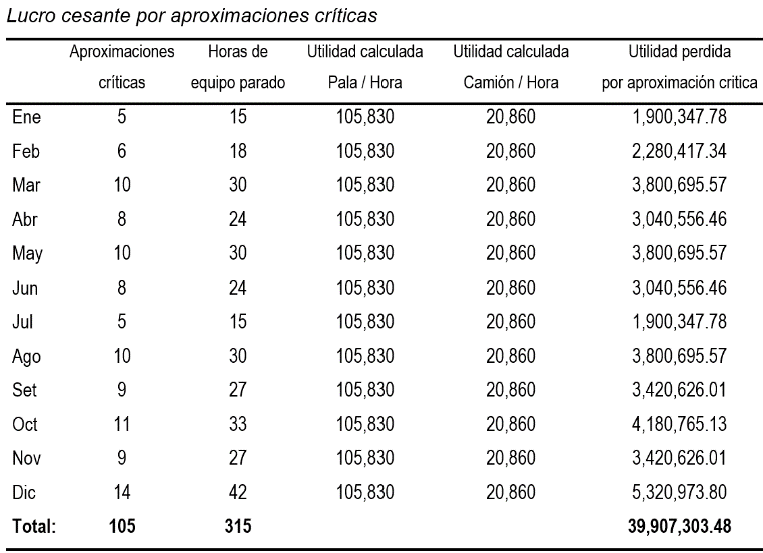 Lucro cesante por aproximaciones críticas
Aproximaciones críticas Horas de equipo parado Utilidad calculada Pala / Hora Utilidad calculada Camión / Hora Utilidad perdida por aproximación critica
Ene 5 15 105,830 20,860 1,900,347.78
Feb 6 18 105,830 20,860 2,280,417.34
Mar 10 30 105,830 20,860 3,800,695.57
Abr 8 24 105,830 20,860 3,040,556.46
May 10 30 105,830 20,860 3,800,695.57
Jun 8 24 105,830 20,860 3,040,556.46
Jul 5 15 105,830 20,860 1,900,347.78
Ago 10 30 105,830 20,860 3,800,695.57
Set 9 27 105,830 20,860 3,420,626.01
Oct 11 33 105,830 20,860 4,180,765.13
Nov 9 27 105,830 20,860 3,420,626.01
Dic 14 42 105,830 20,860 5,320,973.80
Total: 105 315 39,907,303.48